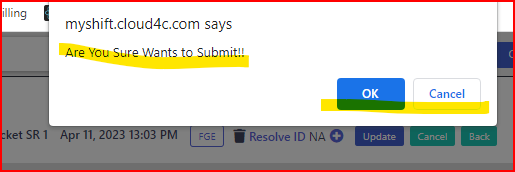 illing
myshift.cloud4c.com says
Are You Sure Wants to Submit!!
OK Cancel
cket SR 1 Apr 11, 2023 13:03 PM FGE Resolve ID NA Update Cancel Back